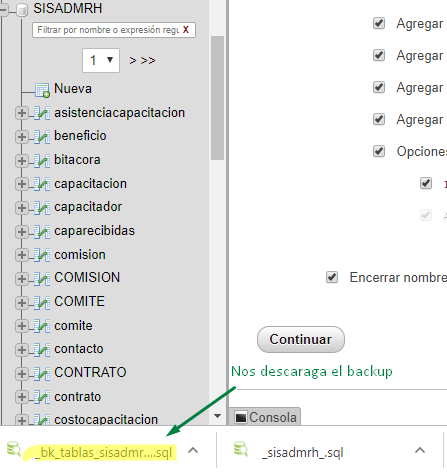 SISADMRH
Filtrar por nombre o expresión regu X
1 > >>
Nueva
asistenciacapacitacion
beneficio
bitacora
capacitacion
capacitador
caparecibidas
comision
COMISION
COMITE
comite
contacto
CONTRATO
contrato
costocapacitacion
Agregar
Agregar
Agregar
Agregar
Opciones
Encerrar nombre
Continuar
Nos descaraga el backup
Consola
_bk_tablas_sisadmr....sql
_sisadmrh_.sql